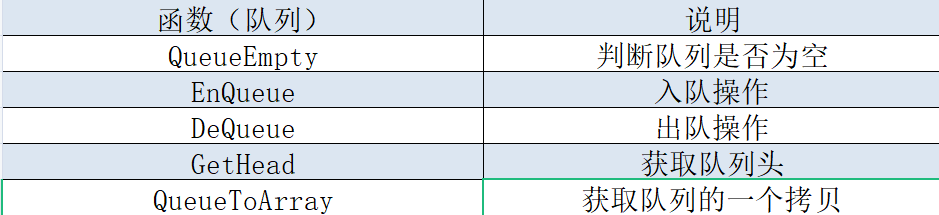 函数（队列） 说明
QueueEmpty 判断队列是否为空
EnQueue 入队操作
DeQueue 出队操作
GetHead 获取队列头
QueueToArray 获取队列的一个拷贝